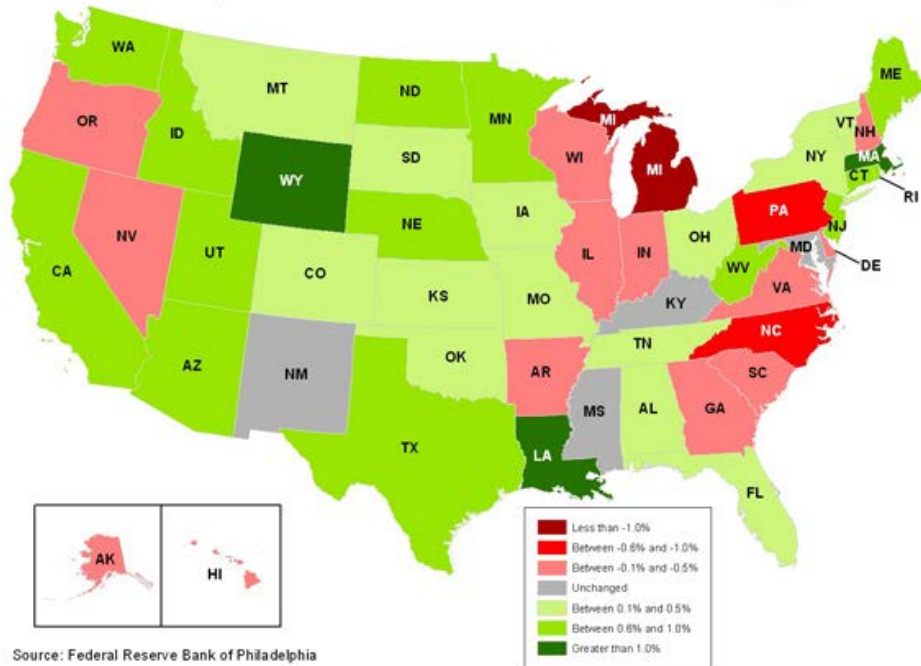 WA
MT
ND
MN
ME
OR
ID
SD
WI
MI
MI
VT
NH
NY
MA
CT
RI
WY
IA
PA
NJ
NE
NV
UT
CO
IL
IN
OH
MD
DE
WV
VA
CA
KS
MO
KY
NC
TN
AZ
NM
OK
AR
SC
MS
AL
GA
TX
LA
FL
AK
HI
Less than -1.0%
Between -0.6% and -1.0%
Between -0.1% and -0.5%
Unchanged
Between 0.1% and 0.5%
Between 0.6% and 1.0%
Greater than 1.0%
Source: Federal Reserve Bank of Philadelphia